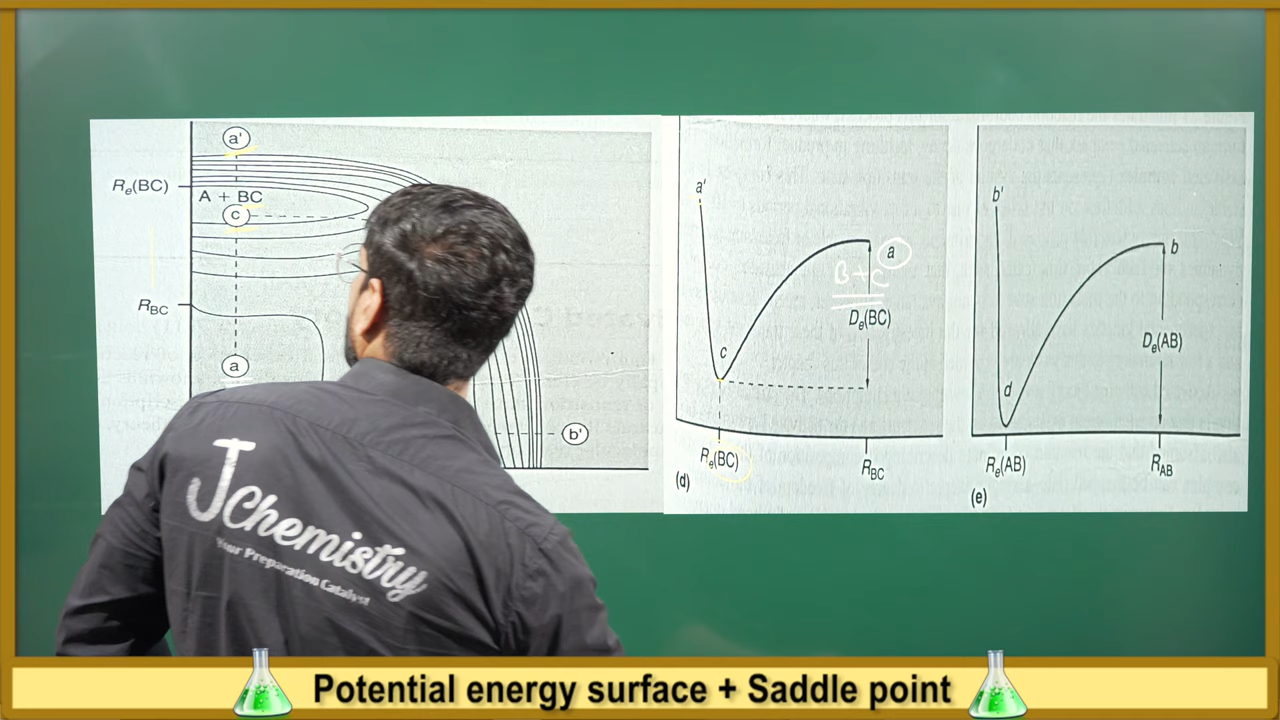 a'
Re(BC)
A + BC
c
RBC
a
b'
a'
a
B + C
De(BC)
c
Re(BC)
RBC
(d)
b'
b
De(AB)
d
Re(AB)
RAB
(e)
J Chemistry
Your Preparation Catalyst
Potential energy surface + Saddle point